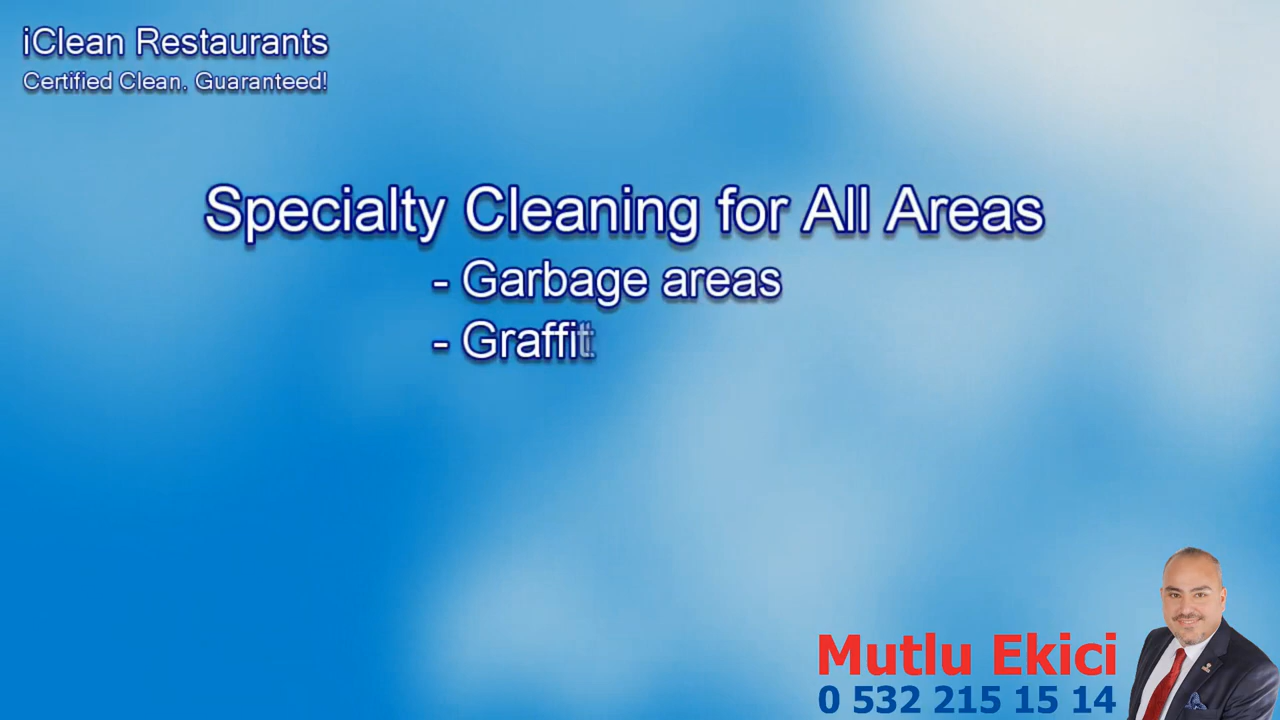 iClean Restaurants
Certified Clean. Guaranteed!
Specialty Cleaning for All Areas
- Garbage areas
- Graffit
Mutlu Ekici
0 532 215 15 14